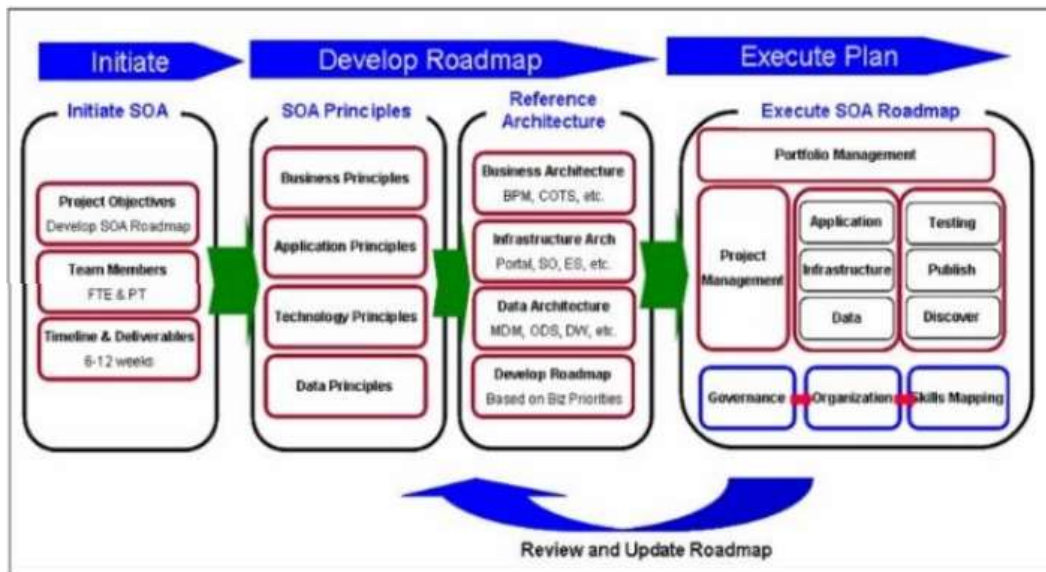 Initiate
Develop Roadmap
Execute Plan
Initiate SOA
Project Objectives
Develop SOA Roadmap
Team Members
FTE & PT
Timeline & Deliverables
6-12 weeks
SOA Principles
Business Principles
Application Principles
Technology Principles
Data Principles
Reference
Architecture
Business Architecture
BPM, COTS, etc.
Infrastructure Arch
Portal, SO, ES, etc.
Data Architecture
MDM, ODS, DW, etc.
Develop Roadmap
Based on Biz Priorities
Execute SOA Roadmap
Portfolio Management
Project
Management
Application
Infrastructure
Data
Testing
Publish
Discover
Governance
Organization
Skills Mapping
Review and Update Roadmap